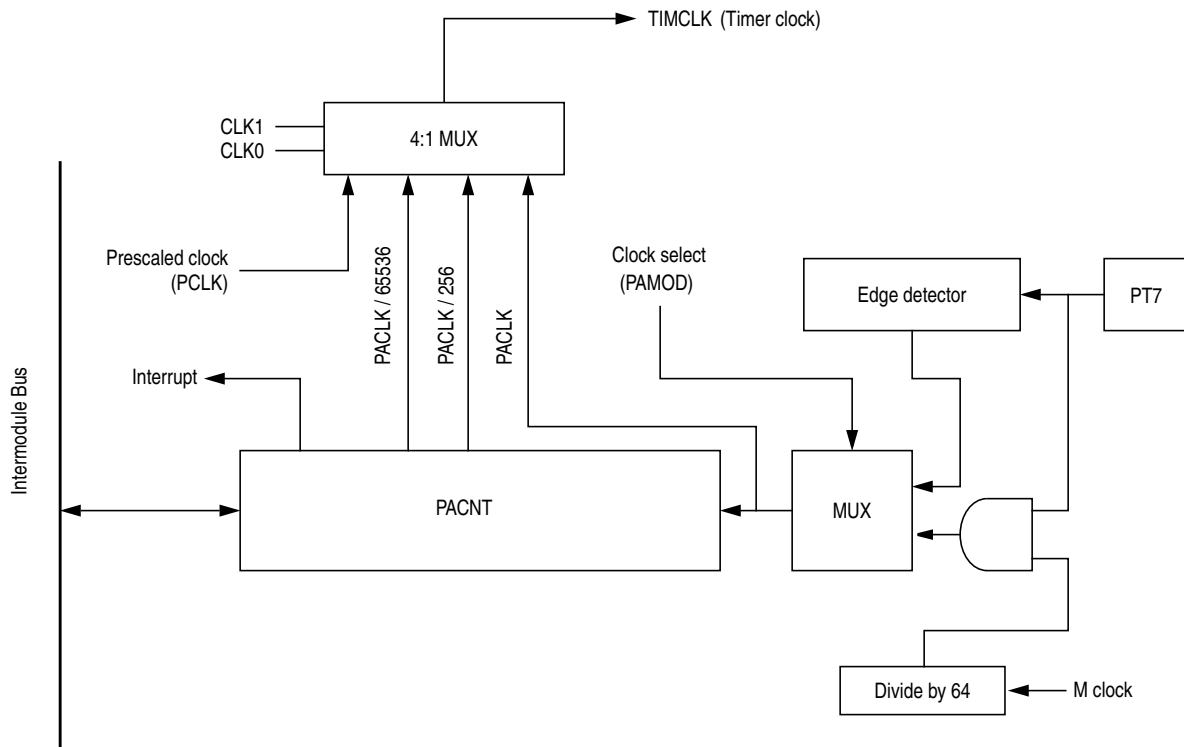 TIMCLK (Timer clock)
CLK1
CLK0
4:1 MUX
Prescaled clock
(PCLK)
PACLK / 65536
PACLK / 256
PACLK
Clock select
(PAMOD)
Edge detector
PT7
Interrupt
Intermodule Bus
PACNT
MUX
Divide by 64
M clock